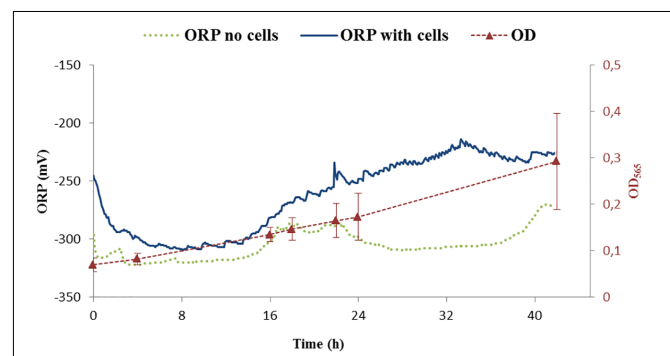 ORP no cells ORP with cells OD
-150 0,5
-200 0,4
-250 0,3
0,2
-300 0,1
-350 0
0 8 16 24 32 40
ORP (mV)
OD565
Time (h)